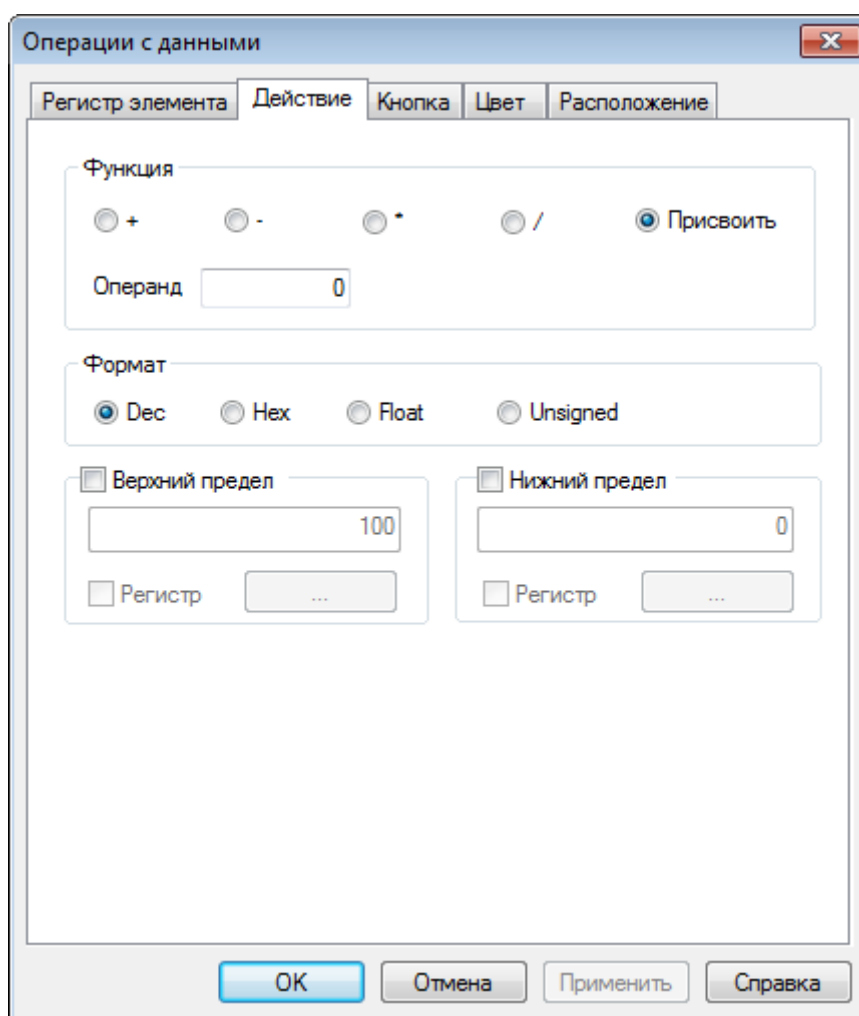 Операции с данными
Регистр элемента Действие Кнопка Цвет Расположение
Функция
+ - * / Присвоить
Операнд 0
Формат
Dec Hex Float Unsigned
Верхний предел Нижний предел
100 0
Регистр ... Регистр ...
OK Отмена Применить Справка